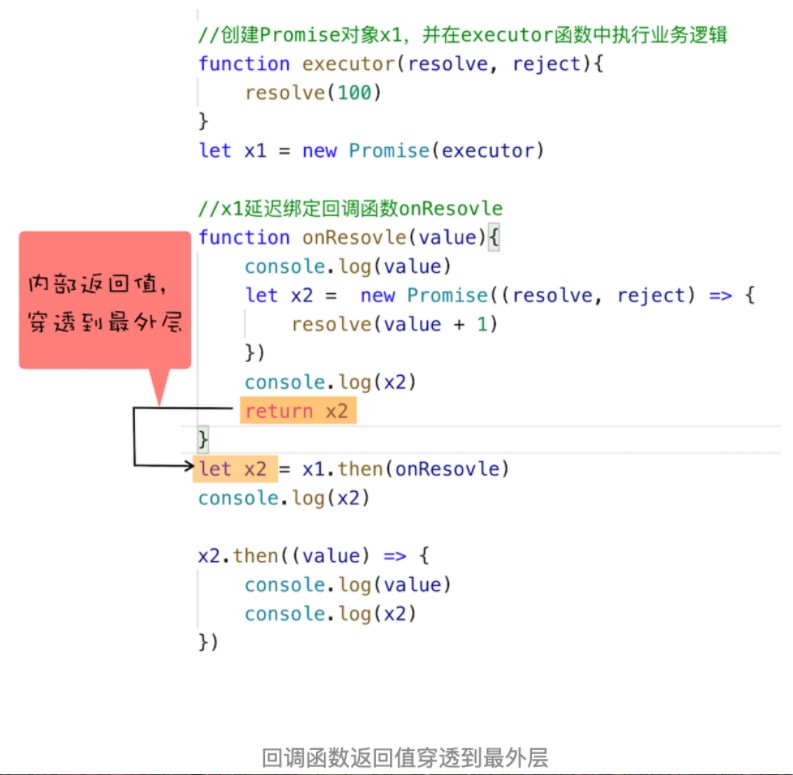 //创建Promise对象x1，并在executor函数中执行业务逻辑
function executor(resolve, reject){
    resolve(100)
}
let x1 = new Promise(executor)

//x1延迟绑定回调函数onResovle
function onResovle(value){
    console.log(value)
    let x2 =  new Promise((resolve, reject) => {
        resolve(value + 1)
    })
    console.log(x2)
    return x2
}
let x2 = x1.then(onResovle)
console.log(x2)

x2.then((value) => {
    console.log(value)
    console.log(x2)
})
内部返回值，
穿透到最外层
回调函数返回值穿透到最外层